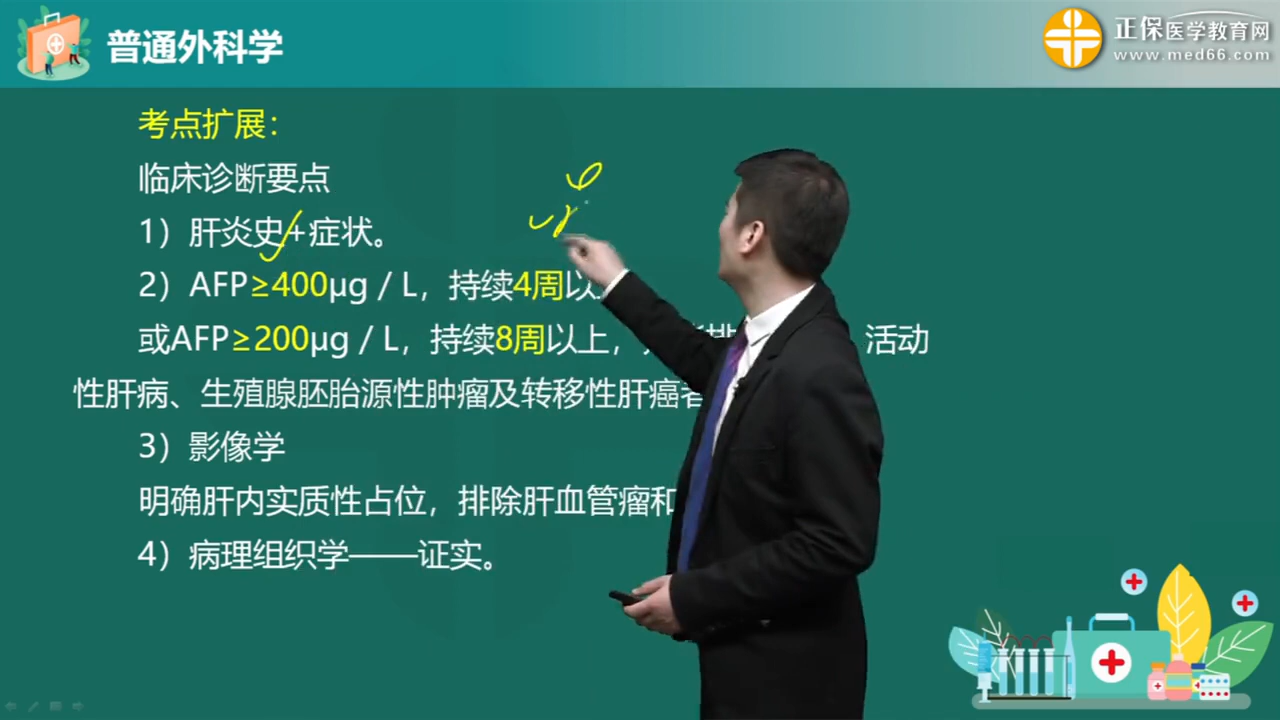 普通外科学
正保医学教育网
www.med66.com
考点扩展：
临床诊断要点
1）肝炎史+症状。
2）AFP≥400μg / L，持续4周以
或AFP≥200μg / L，持续8周以上，活动
性肝病、生殖腺胚胎源性肿瘤及转移性肝癌者
3）影像学
明确肝内实质性占位，排除肝血管瘤和
4）病理组织学——证实。